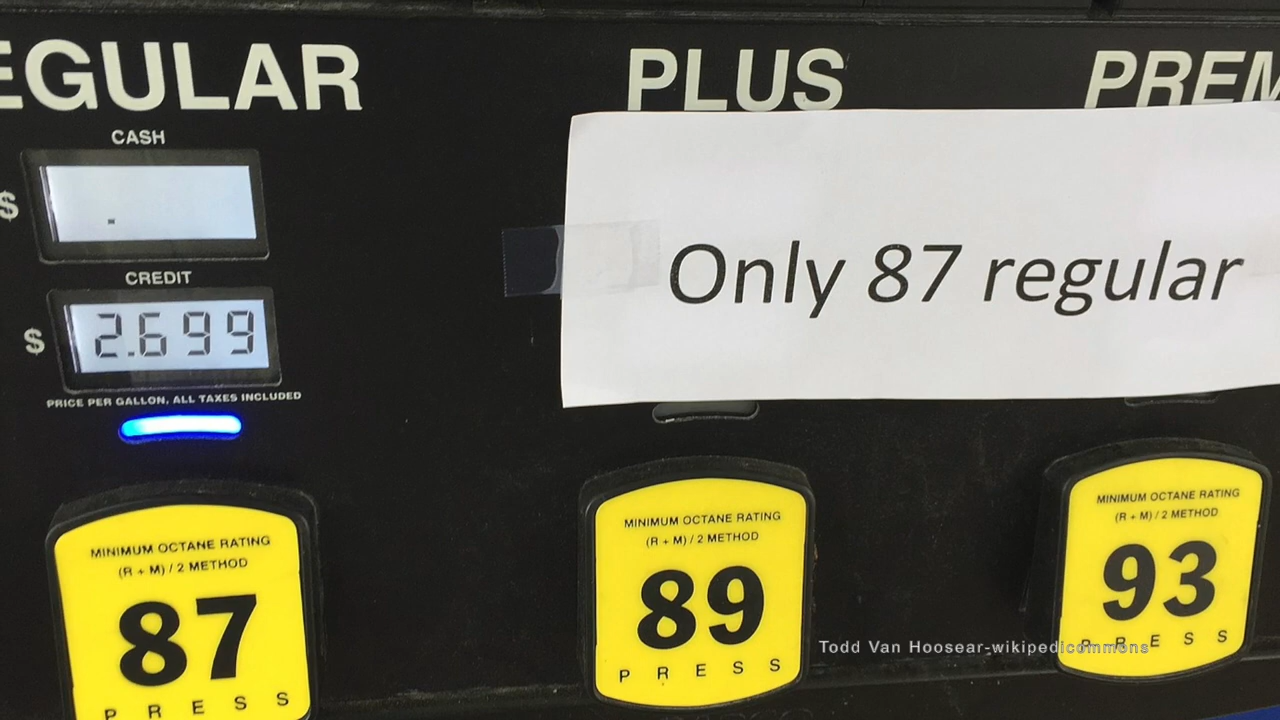 EGULAR
CASH
$
.
CREDIT
$ 2.699
PRICE PER GALLON, ALL TAXES INCLUDED
MINIMUM OCTANE RATING
(R + M) / 2 METHOD
87
PRESS
PLUS
PREM
Only 87 regular
MINIMUM OCTANE RATING
(R + M) / 2 METHOD
89
PRESS
MINIMUM OCTANE RATING
(R + M) / 2 METHOD
93
PRESS
Todd Van Hoosear-wikipedicommons